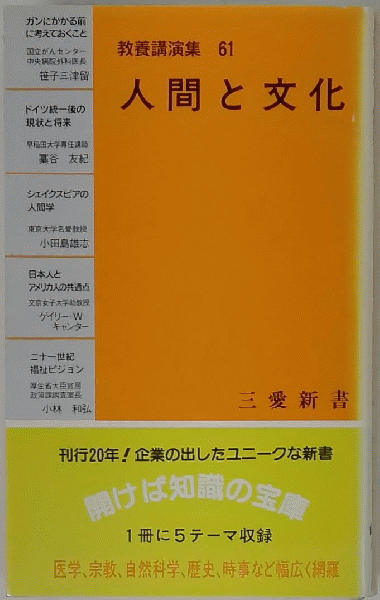 ガンにかかる前
に考えておくこと
国立がんセンター
中央病院外科医長
笹子三津留
ドイツ統一後の
現状と将来
早稲田大学専任講師
藁谷 友紀
シェイクスピアの
人間学
東京大学名誉教授
小田島雄志
日本人と
アメリカ人の共通点
文京女子大学助教授
ゲイリー・W
キャンター
二十一世紀
福祉ビジョン
厚生省大臣官房
政策課調査室長
小林 和弘
教養講演集 61
人間と文化
三愛新書
刊行20年!企業の出したユニークな新書
開けば知識の宝庫
1冊に5テーマ収録
医学、宗教、自然科学、歴史、時事など幅広く網羅